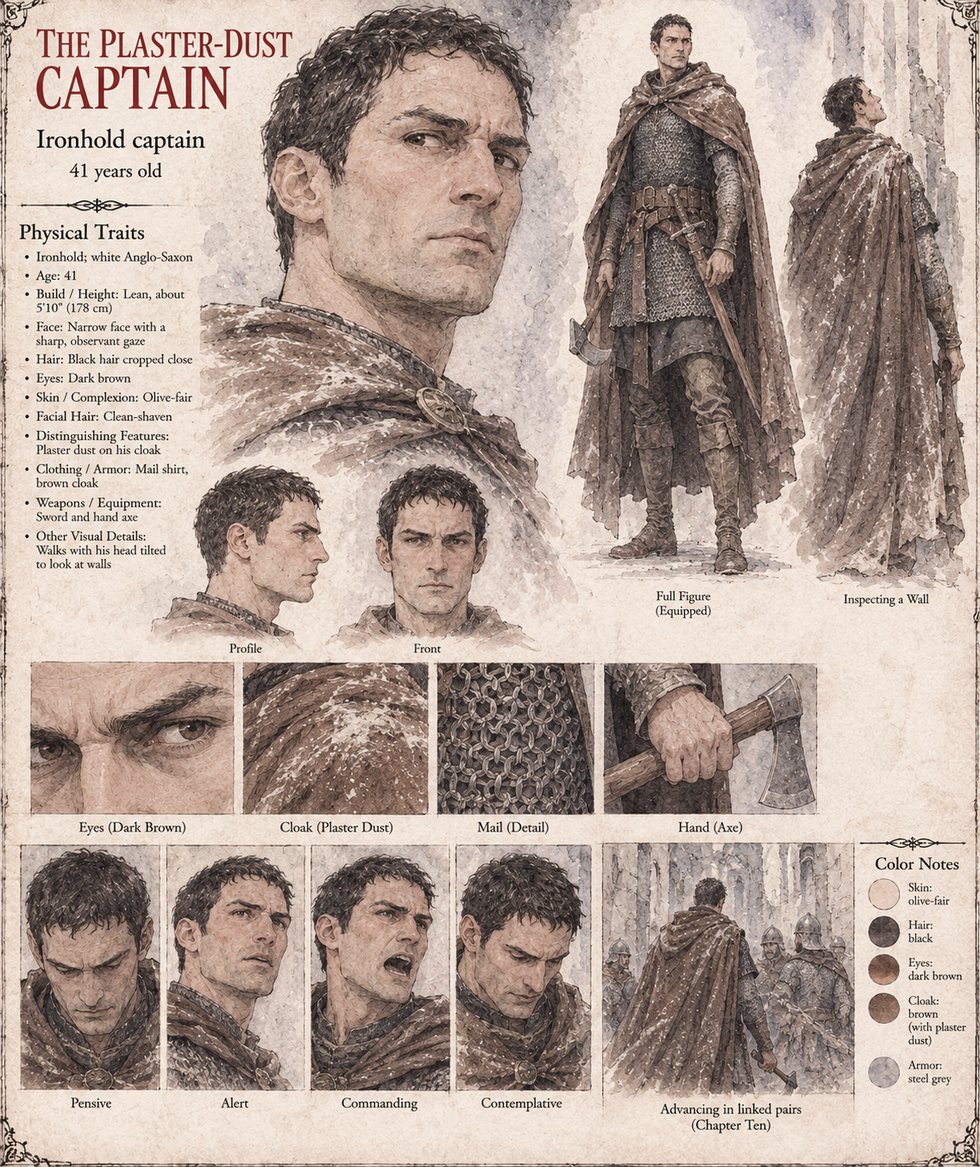 THE PLASTER-DUST
CAPTAIN
Ironhold captain
41 years old
Physical Traits
• Ironhold; white Anglo-Saxon
• Age: 41
• Build / Height: Lean, about
5'10" (178 cm)
• Face: Narrow face with a
sharp, observant gaze
• Hair: Black hair cropped close
• Eyes: Dark brown
• Skin / Complexion: Olive-fair
• Facial Hair: Clean-shaven
• Distinguishing Features:
Plaster dust on his cloak
• Clothing / Armor: Mail shirt,
brown cloak
• Weapons / Equipment:
Sword and hand axe
• Other Visual Details:
Walks with his head tilted
to look at walls
Profile
Front
Full Figure
(Equipped)
Inspecting a Wall
Eyes (Dark Brown)
Cloak (Plaster Dust)
Mail (Detail)
Hand (Axe)
Pensive
Alert
Commanding
Contemplative
Advancing in linked pairs
(Chapter Ten)
Color Notes
Skin:
olive-fair
Hair:
black
Eyes:
dark brown
Cloak:
brown
(with plaster
dust)
Armor:
steel grey